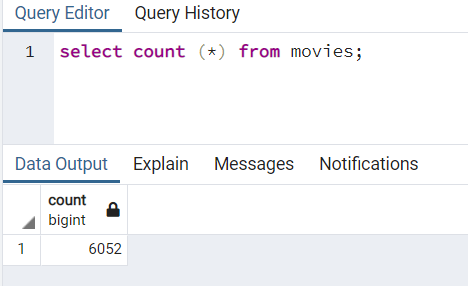 Query Editor Query History
1 select count (*) from movies;
Data Output Explain Messages Notifications
count
bigint
1 6052